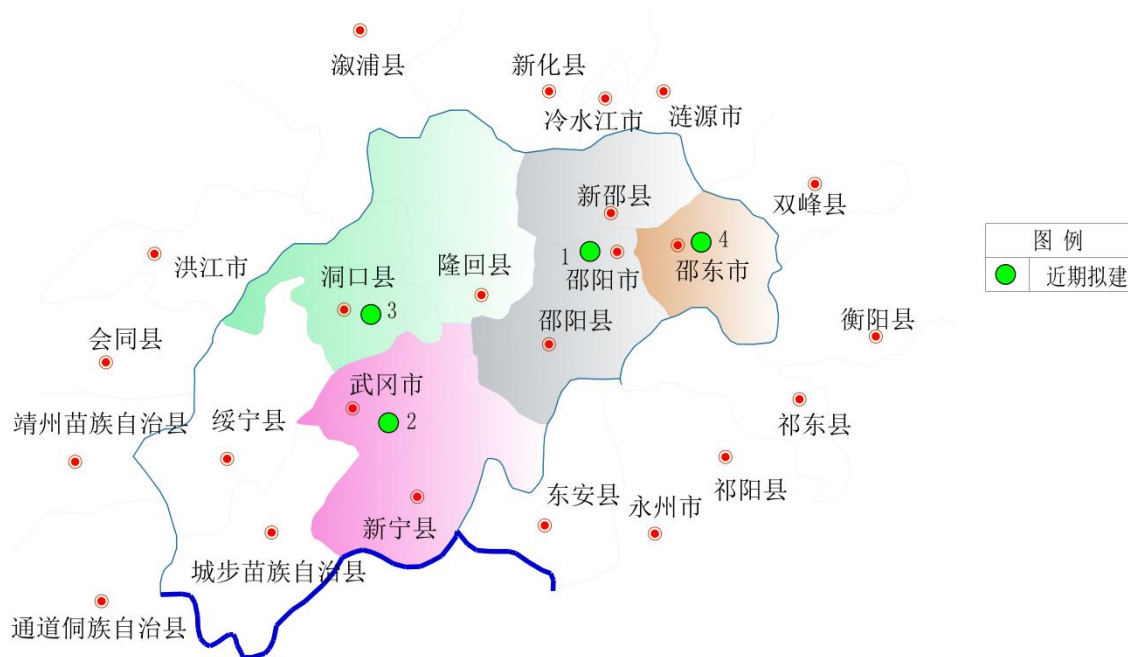 溆浦县
新化县
冷水江市
涟源市
新邵县
双峰县
洪江市
洞口县
3
隆回县
1
邵阳市
4
邵东市
图 例
近期拟建
会同县
邵阳县
衡阳县
武冈市
2
靖州苗族自治县
绥宁县
祁东县
新宁县
东安县
永州市
祁阳县
城步苗族自治县
通道侗族自治县